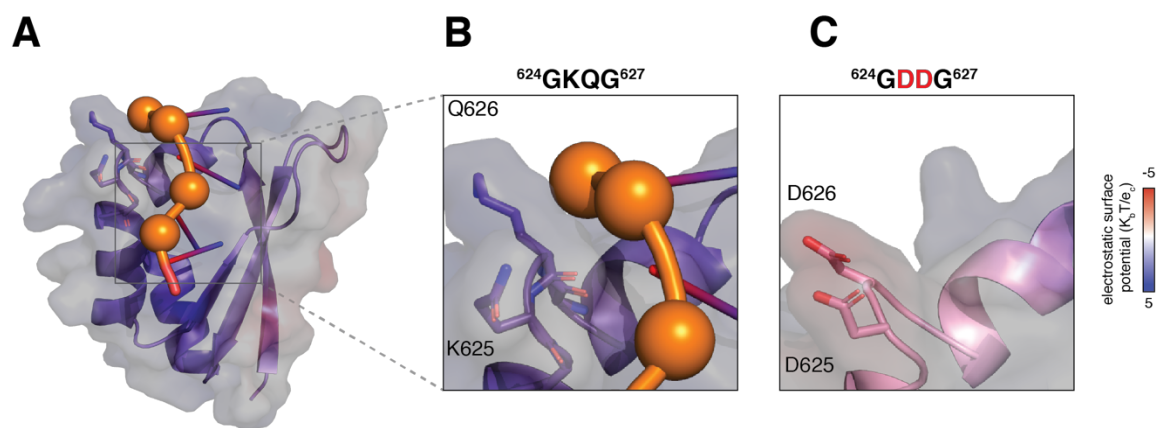 A
B
C
⁶²⁴GKQG⁶²⁷
⁶²⁴GDDG⁶²⁷
Q626
K625
D626
D625
electrostatic surface
potential (KbT/ec)
-5
5